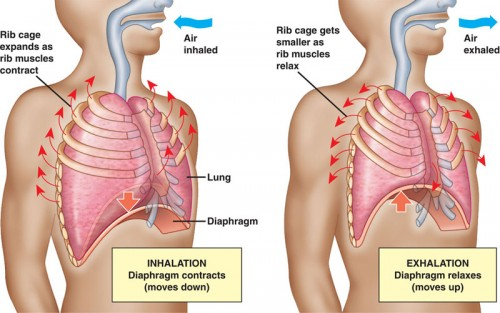 Rib cage
expands as
rib muscles
contract
Air
inhaled
Lung
Diaphragm
INHALATION
Diaphragm contracts
(moves down)
Rib cage gets
smaller as
rib muscles
relax
Air
exhaled
EXHALATION
Diaphragm relaxes
(moves up)